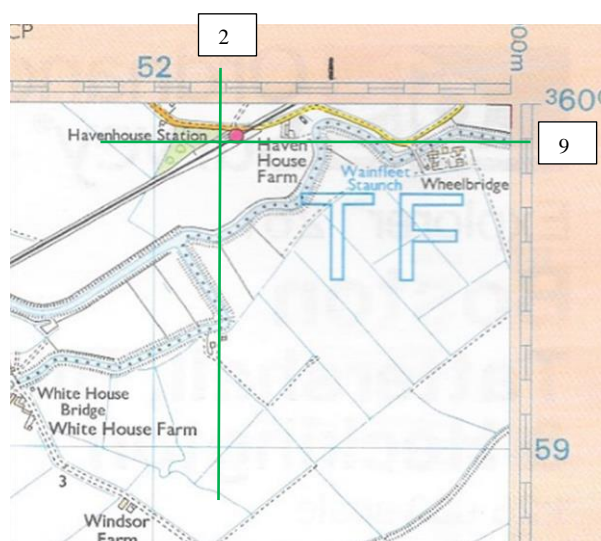 CP
2
00m
52
³60⁰
Havenhouse Station
Haven
House
Farm
Wainfleet
Staunch
Wheelbridge
9
TF
White House
Bridge
White House Farm
59
3
Windsor
Farm